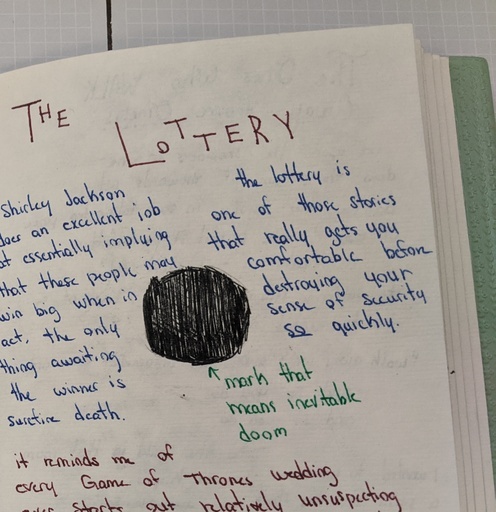 THE
LOTTERY
Shirley Jackson
does an excellent job
at essentially implying
that these people may
win big when in
act, the only
thing awaiting
the winner is
surefire death.
the lottery is
one of those stories
that really gets you
comfortable before
destroying your
sense of security
so quickly.
mark that
means inevitable
doom
it reminds me of
every Game of Thrones wedding
ever starts out relatively unsuspecting